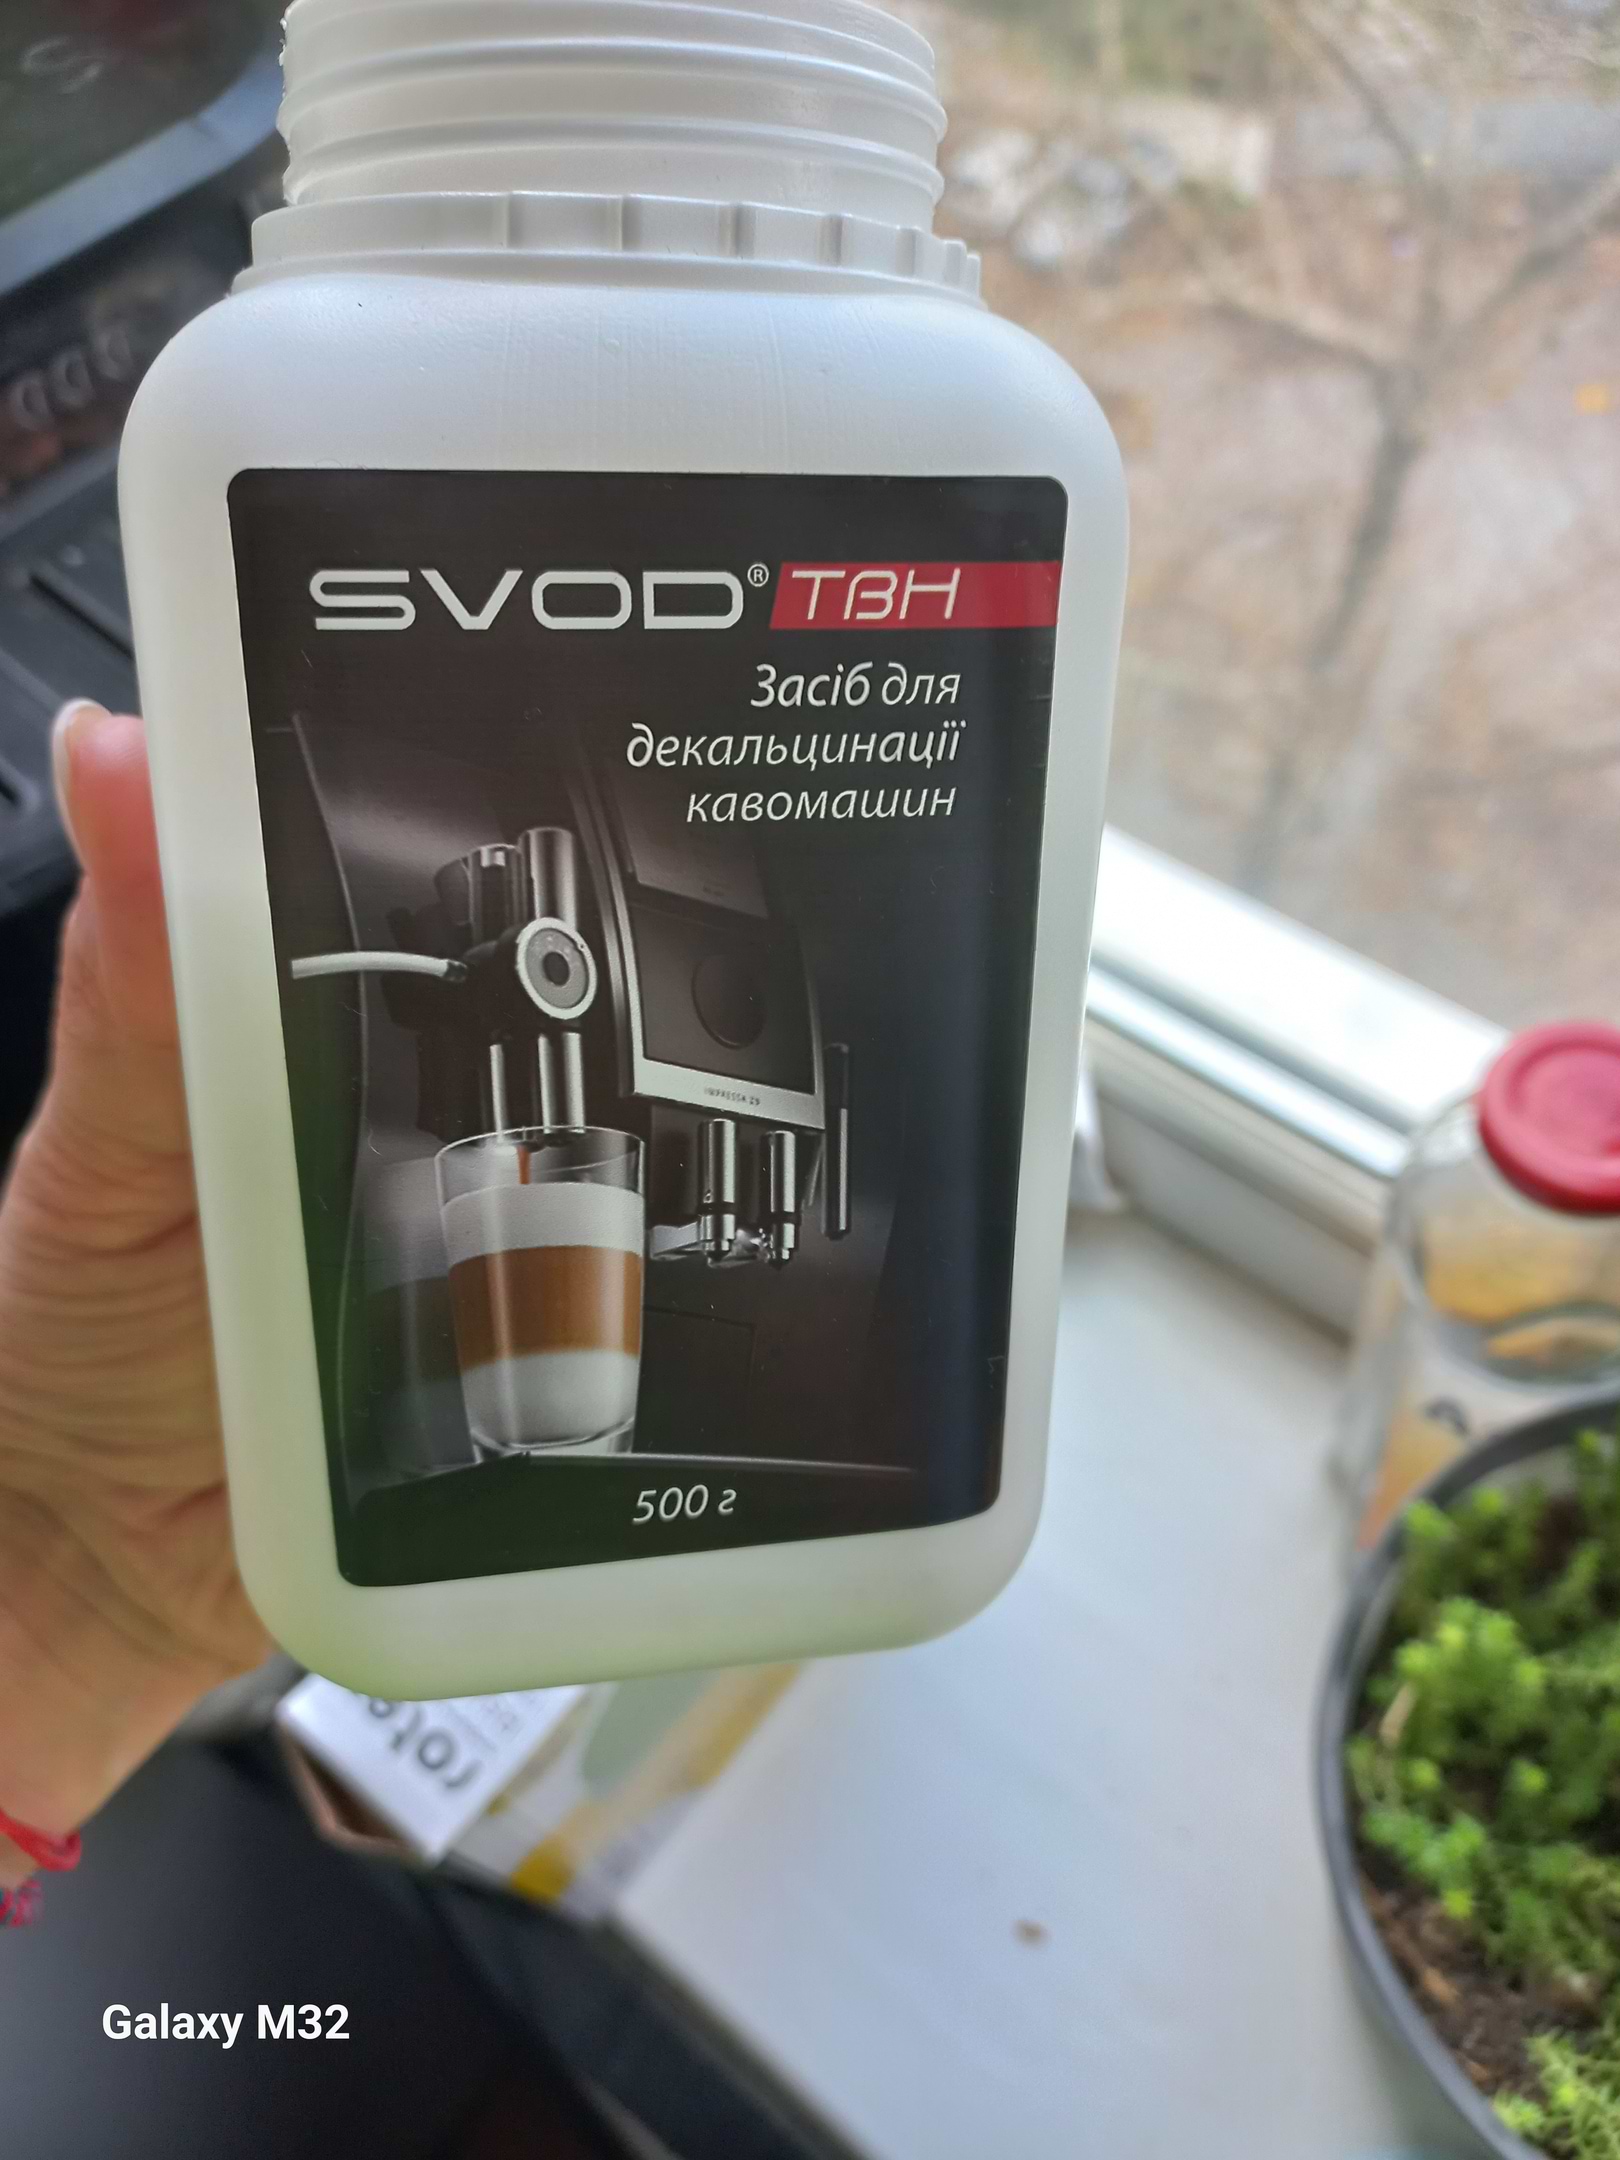 SVOD® ТВН
Засіб для
декальцинації
кавомашин
IMPRESSA Z9
500 г
Galaxy M32